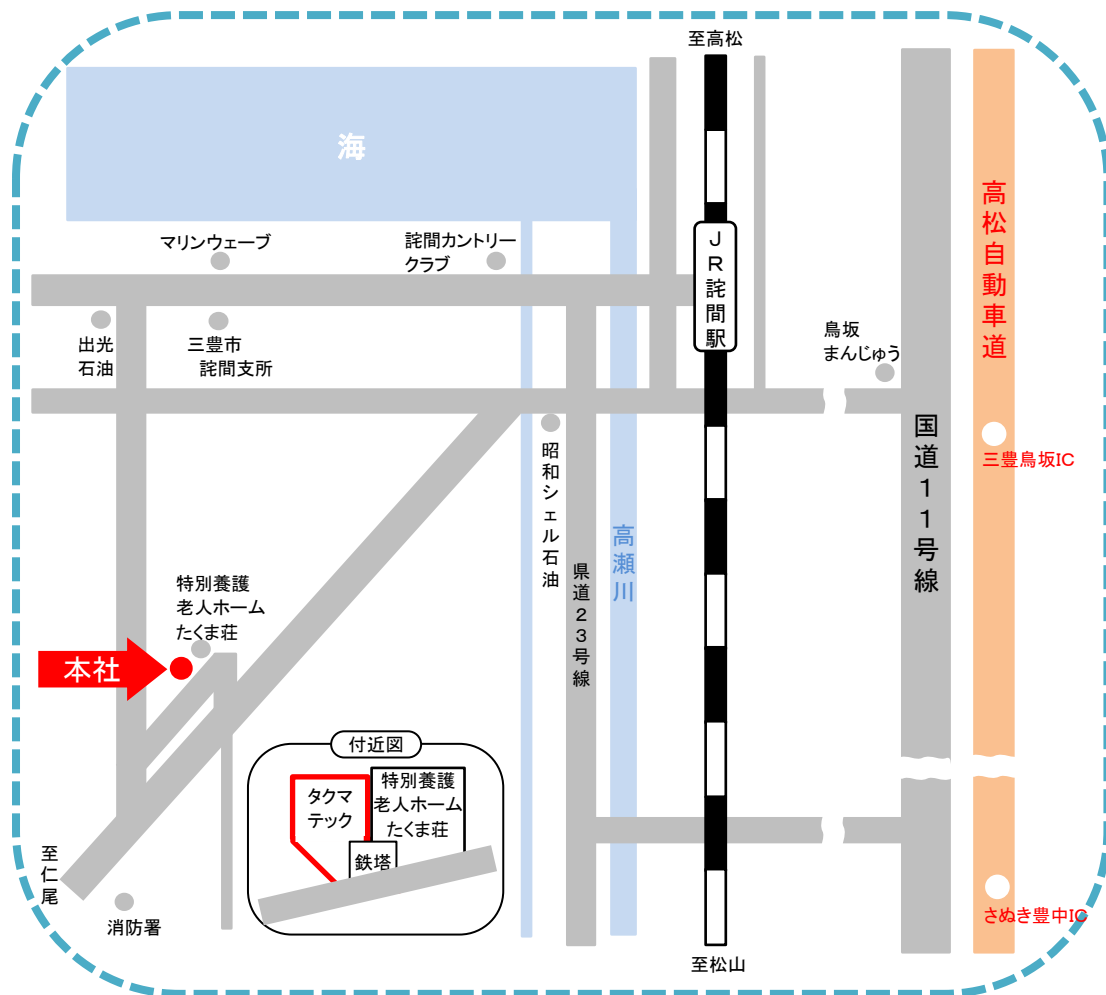 至高松
海
高松自動車道
マリンウェーブ
詫間カントリー
クラブ
JR詫間駅
出光
石油
三豊市
詫間支所
鳥坂
まんじゅう
国道11号線
三豊鳥坂IC
昭和シェル石油
高瀬川
県道23号線
特別養護
老人ホーム
たくま荘
本社
付近図
タクマ
テック
特別養護
老人ホーム
たくま荘
鉄塔
至仁尾
消防署
さぬき豊中IC
至松山